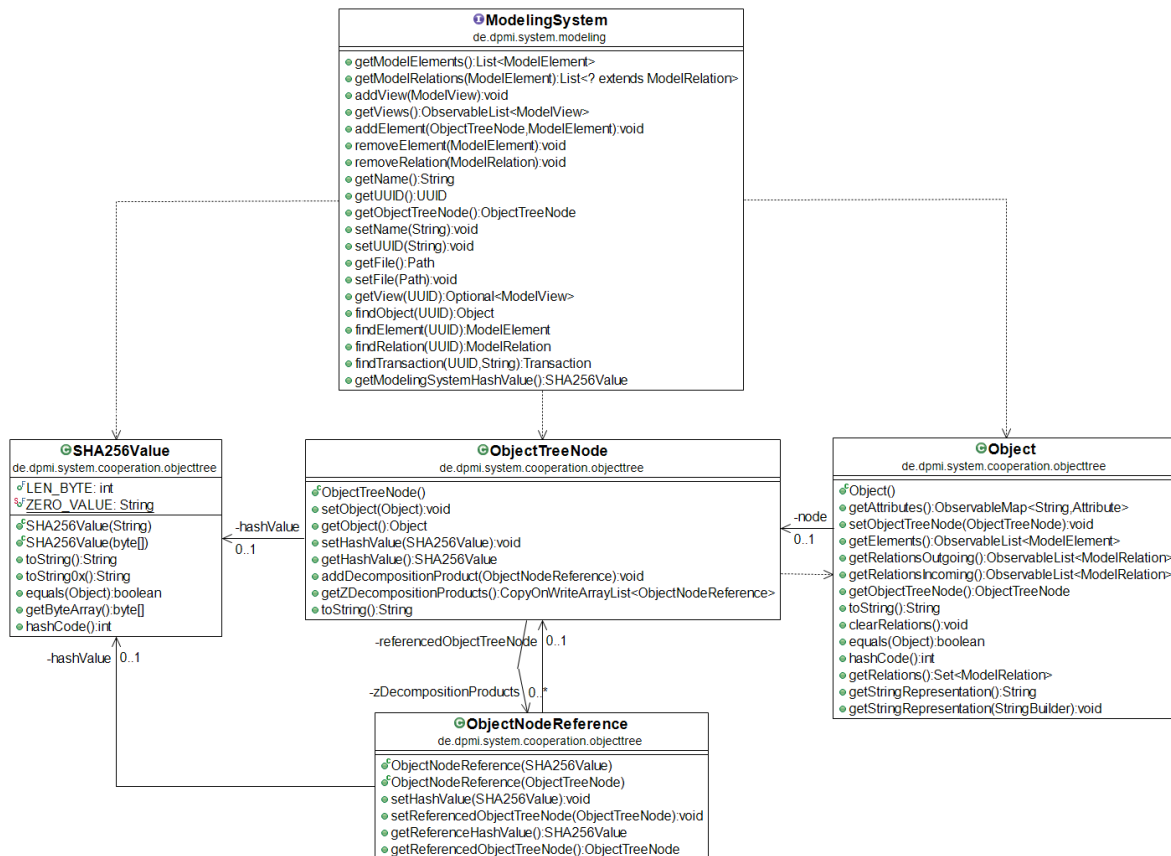 ModelingSystem
de.dpmi.system.modeling
getModelElements():List<ModelElement>
getModelRelations(ModelElement):List<? extends ModelRelation>
addView(ModelView):void
getViews():ObservableList<ModelView>
addElement(ObjectTreeNode,ModelElement):void
removeElement(ModelElement):void
removeRelation(ModelRelation):void
getName():String
getUUID():UUID
getObjectTreeNode():ObjectTreeNode
setName(String):void
setUUID(String):void
getFile():Path
setFile(Path):void
getView(UUID):Optional<ModelView>
findObject(UUID):Object
findElement(UUID):ModelElement
findRelation(UUID):ModelRelation
findTransaction(UUID,String):Transaction
getModelingSystemHashValue():SHA256Value
SHA256Value
de.dpmi.system.cooperation.objecttree
LEN_BYTE: int
ZERO_VALUE: String
SHA256Value(String)
SHA256Value(byte[])
toString():String
toString0x():String
equals(Object):boolean
getByteArray():byte[]
hashCode():int
-hashValue
0..1
ObjectTreeNode
de.dpmi.system.cooperation.objecttree
ObjectTreeNode()
setObject(Object):void
getObject():Object
setHashValue(SHA256Value):void
getHashValue():SHA256Value
addDecompositionProduct(ObjectNodeReference):void
getZDecompositionProducts():CopyOnWriteArrayList<ObjectNodeReference>
toString():String
-node
0..1
Object
de.dpmi.system.cooperation.objecttree
Object()
getAttributes():ObservableMap<String,Attribute>
setObjectTreeNode(ObjectTreeNode):void
getElements():ObservableList<ModelElement>
getRelationsOutgoing():ObservableList<ModelRelation>
getRelationsIncoming():ObservableList<ModelRelation>
getObjectTreeNode():ObjectTreeNode
toString():String
clearRelations():void
equals(Object):boolean
hashCode():int
getRelations():Set<ModelRelation>
getStringRepresentation():String
getStringRepresentation(StringBuilder):void
-hashValue 0..1
-referencedObjectTreeNode 0..1
-zDecompositionProducts 0..*
ObjectNodeReference
de.dpmi.system.cooperation.objecttree
ObjectNodeReference(SHA256Value)
ObjectNodeReference(ObjectTreeNode)
setHashValue(SHA256Value):void
setReferencedObjectTreeNode(ObjectTreeNode):void
getReferenceHashValue():SHA256Value
getReferencedObjectTreeNode():ObjectTreeNode